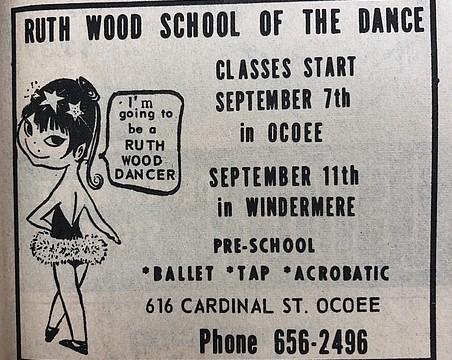 RUTH WOOD SCHOOL OF THE DANCE
CLASSES START
SEPTEMBER 7th
in OCOEE
I'm
going to
be a
RUTH
WOOD
DANCER
SEPTEMBER 11th
in WINDERMERE
PRE-SCHOOL
*BALLET *TAP *ACROBATIC
616 CARDINAL ST. OCOEE
Phone 656-2496